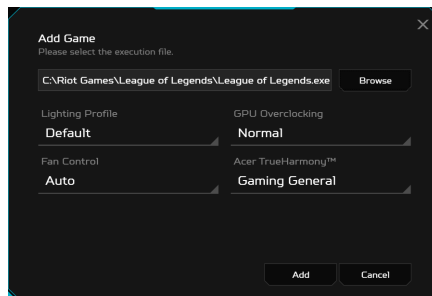 Add Game
Please select the execution file.
C:\Riot Games\League of Legends\League of Legends.exe Browse
Lighting Profile GPU Overclocking
Default Normal
Fan Control Acer TrueHarmony™
Auto Gaming General
Add Cancel